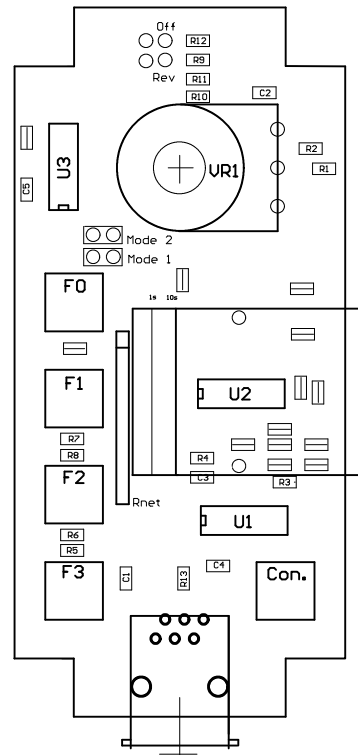 Off
R12
R9
Rev
R11
R10
C2
R2
R1
U3
C5
VR1
Mode 2
Mode 1
F0
1s 10s
F1
U2
R7
R8
R4
C3
R3
F2
Rnet
U1
R6
R5
F3
C1
R13
C4
Con.